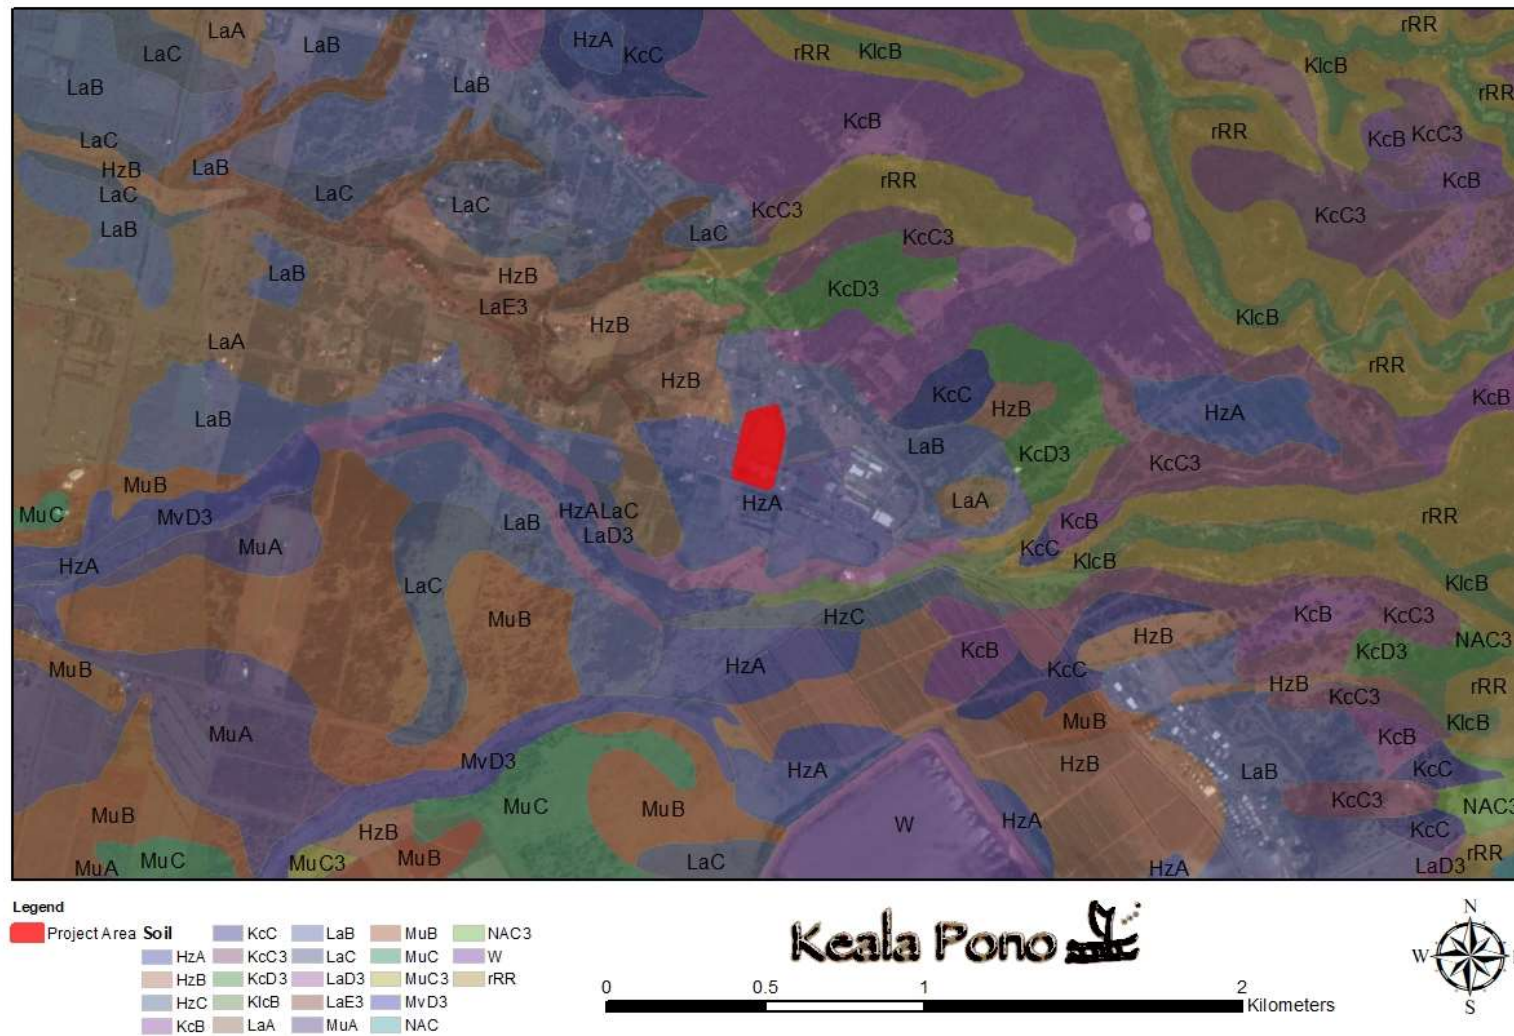 LaA
HzA
rRR
KlcB
rRR
LaC
LaB
KcC
KlcB
LaB
LaB
rRR
KcB
rRR
KcB
KcC3
LaC
HzB
LaB
rRR
KcB
LaC
LaC
LaC
KcC3
KcC3
LaB
LaC
KcC3
LaB
HzB
KcD3
LaE3
HzB
KlcB
LaA
rRR
HzB
KcC
KcB
LaB
HzB
HzA
LaB
KcD3
KcC3
MuB
LaA
MuC
MvD3
HzA
HzA
LaC
LaB
KcB
rRR
MuA
LaD3
KcC
HzA
KlcB
LaC
KlcB
MuB
HzC
HzB
KcB
KcC3
NAC3
MuB
HzA
KcB
KcC
KcD3
HzB
rRR
KcC3
MuA
MuB
KlcB
KcB
MvD3
HzA
HzB
LaB
KcC
MuB
MuC
MuB
KcC3
NAC3
HzB
W
HzA
KcC
MuA
MuC
MuC3
MuB
LaC
HzA
LaD3
rRR
Legend
Project Area
Soil
HzA
HzB
HzC
KcB
KcC
KcC3
KcD3
KlcB
LaA
LaB
LaC
LaD3
LaE3
MuA
MuB
MuC
MuC3
MvD3
NAC
NAC3
W
rRR
Keala Pono
0 0.5 1 2
Kilometers
N
W
S